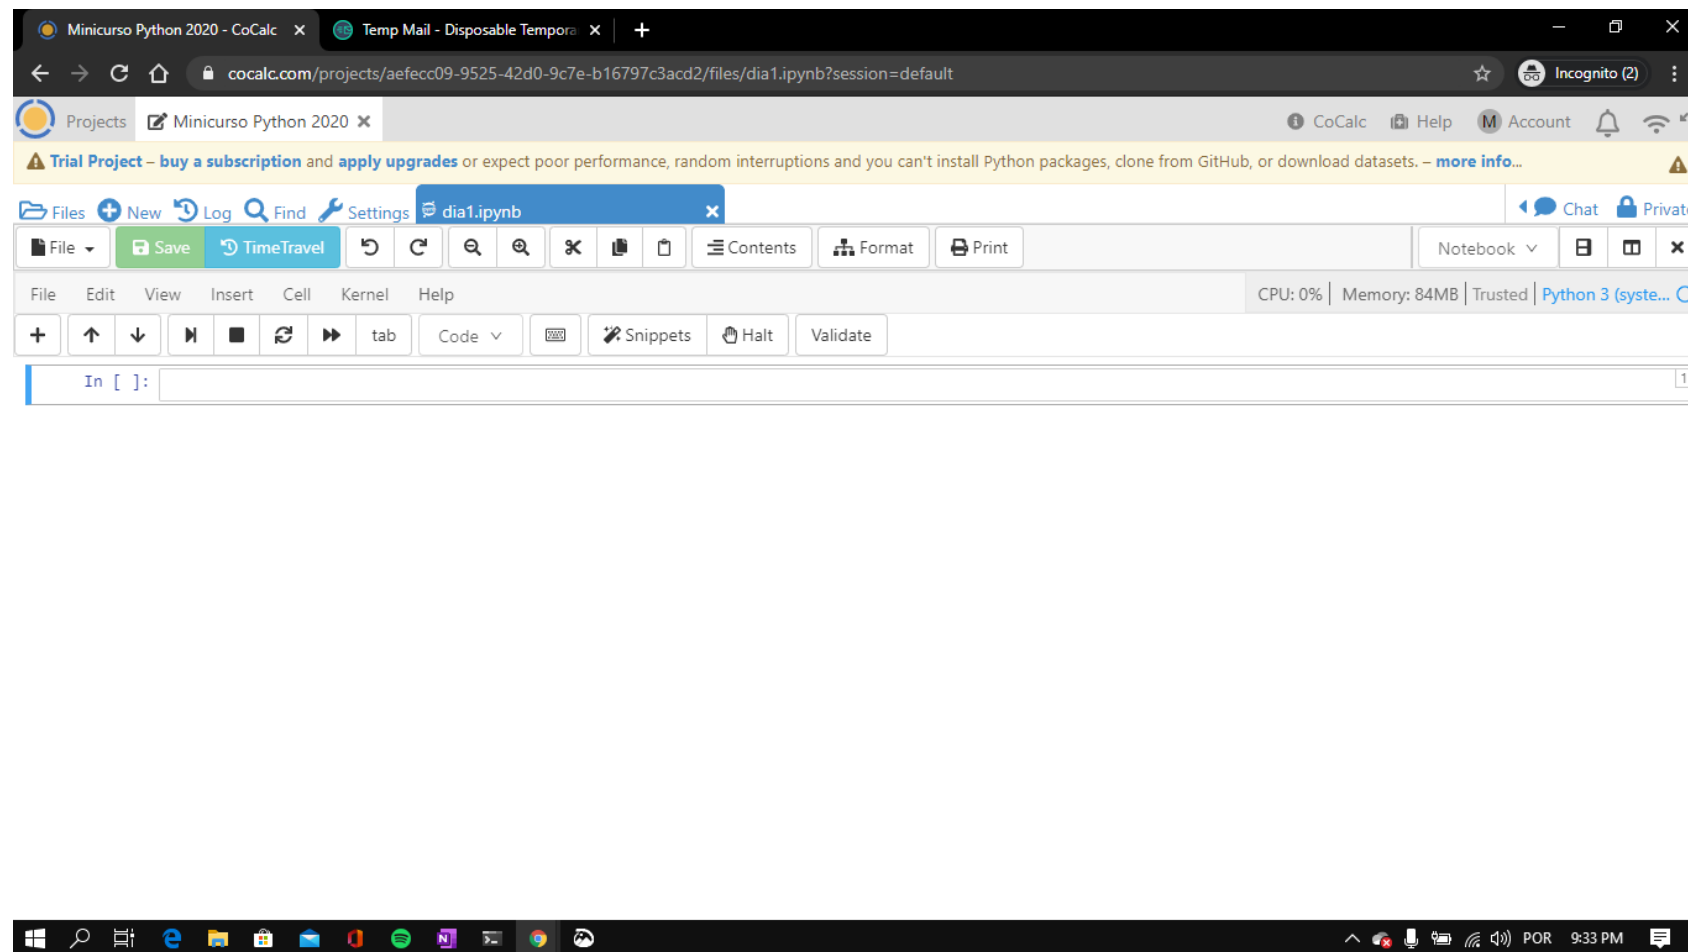 Minicurso Python 2020 - CoCalc
Temp Mail - Disposable Tempora
cocalc.com/projects/aefecc09-9525-42d0-9c7e-b16797c3acd2/files/dia1.ipynb?session=default
Incognito (2)
Projects Minicurso Python 2020
CoCalc Help M Account
Trial Project – buy a subscription and apply upgrades or expect poor performance, random interruptions and you can't install Python packages, clone from GitHub, or download datasets. – more info...
Files New Log Find Settings dia1.ipynb Chat Private
File Save TimeTravel Contents Format Print Notebook
File Edit View Insert Cell Kernel Help CPU: 0% | Memory: 84MB | Trusted | Python 3 (syste...
tab Code Snippets Halt Validate
In [ ]: 1
POR 9:33 PM